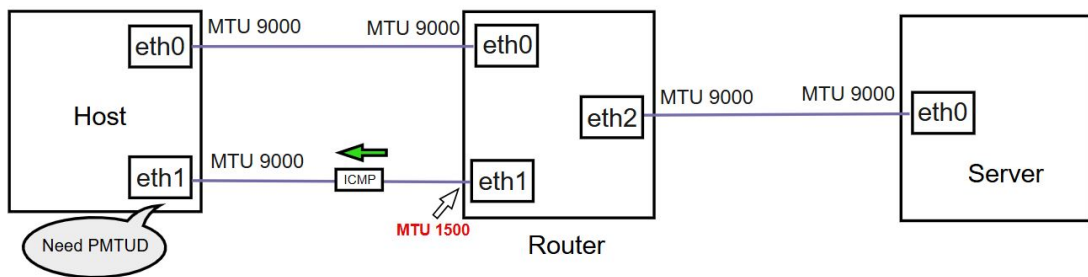 MTU 9000
MTU 9000
eth0
eth0
MTU 9000
MTU 9000
Host
eth2
eth0
MTU 9000
eth1
ICMP
eth1
Server
Need PMTUD
MTU 1500
Router